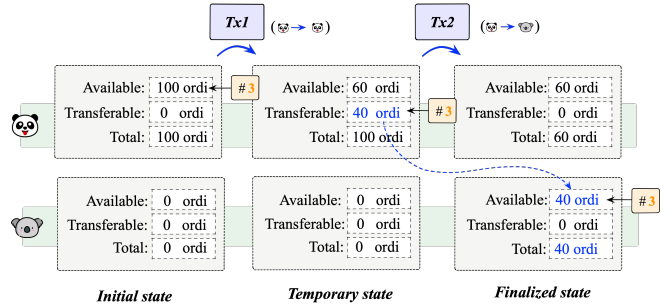 Tx1
( → )
Tx2
( → )
Available: 100 ordi
Transferable: 0 ordi
Total: 100 ordi
#3
Available: 60 ordi
Transferable: 40 ordi
Total: 100 ordi
#3
Available: 60 ordi
Transferable: 0 ordi
Total: 60 ordi
Available: 0 ordi
Transferable: 0 ordi
Total: 0 ordi
Available: 0 ordi
Transferable: 0 ordi
Total: 0 ordi
Available: 40 ordi
Transferable: 0 ordi
Total: 40 ordi
#3
Initial state
Temporary state
Finalized state